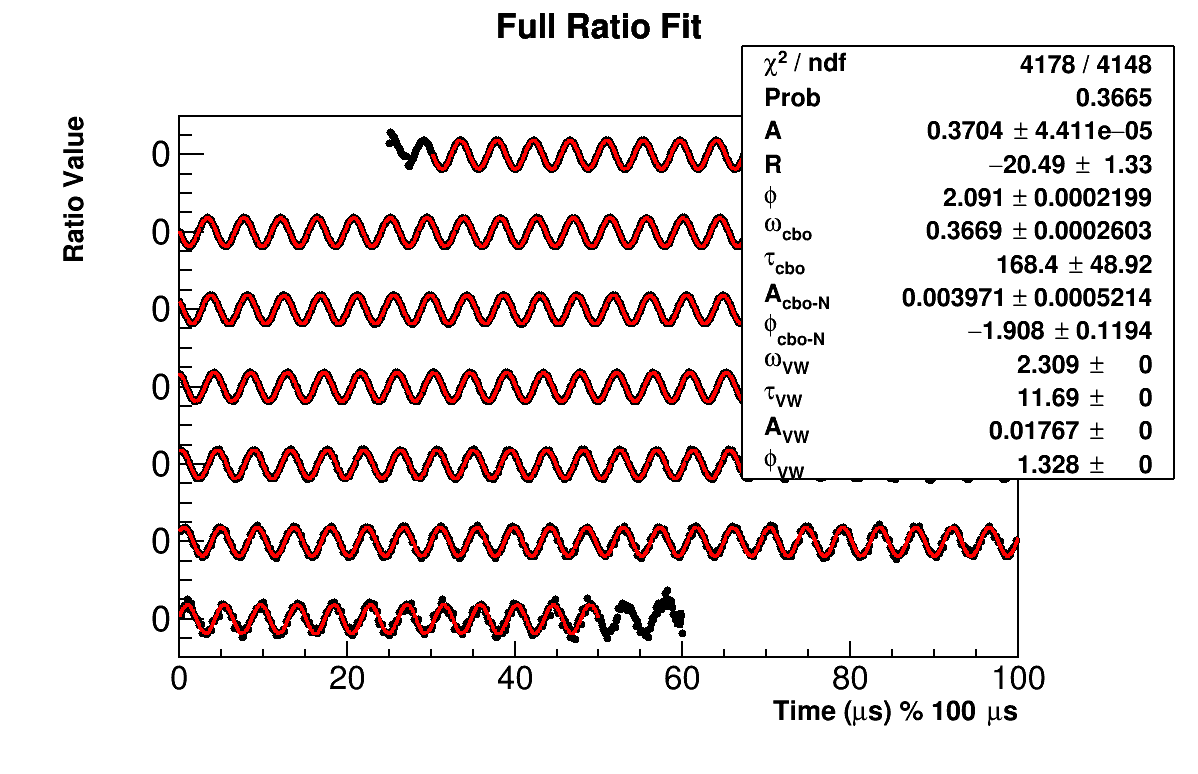 Full Ratio Fit
χ² / ndf 4178 / 4148
Prob 0.3665
A 0.3704 ± 4.411e−05
R −20.49 ± 1.33
ϕ 2.091 ± 0.0002199
ω_cbo 0.3669 ± 0.0002603
τ_cbo 168.4 ± 48.92
A_cbo-N 0.003971 ± 0.0005214
ϕ_cbo-N −1.908 ± 0.1194
ω_VW 2.309 ± 0
τ_VW 11.69 ± 0
A_VW 0.01767 ± 0
ϕ_VW 1.328 ± 0
Ratio Value
0
0
0
0
0
0
0
0 20 40 60 80 100
Time (μs) % 100 μs